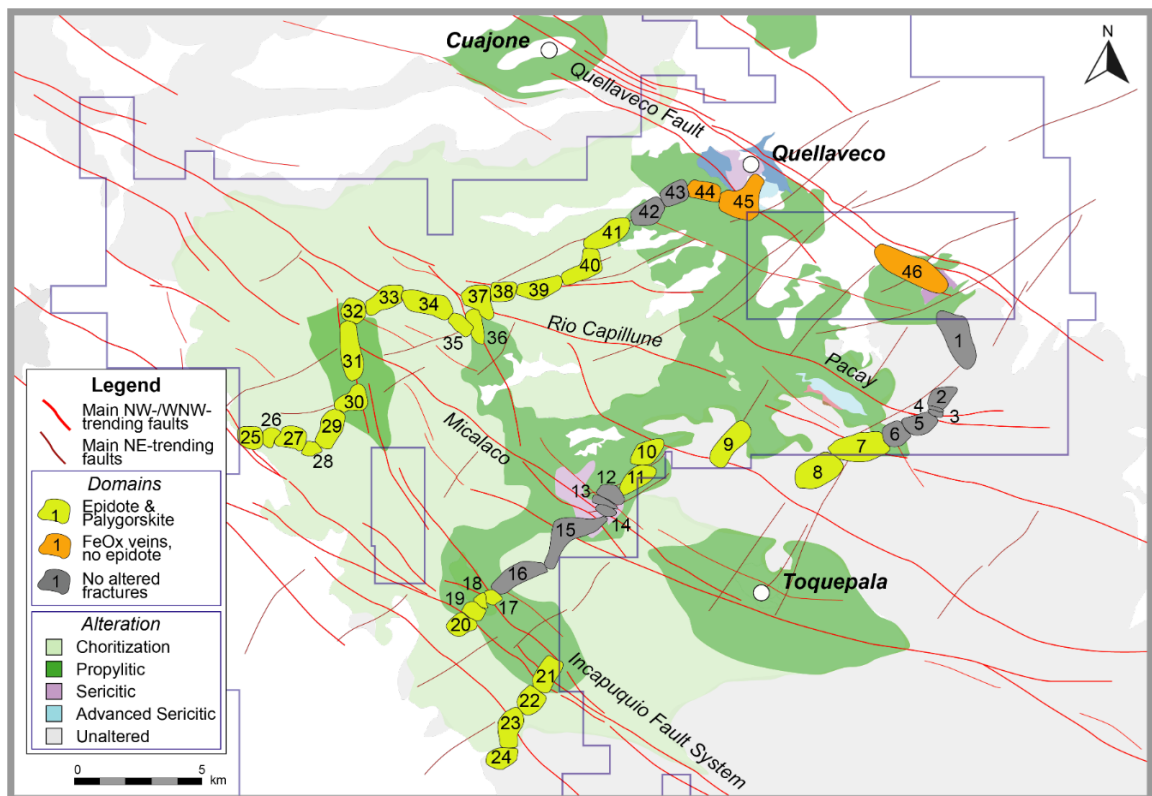 Cuajone
N
Quellaveco Fault
Quellaveco
43
44
45
42
41
46
40
37
38
39
33
34
32
35
36
1
Rio Capillune
31
Pacay
Legend
Main NW-/WNW-
trending faults
Main NE-trending
faults
30
2
4
3
26
25
27
29
28
5
6
Micalaco
9
7
10
8
11
12
13
14
15
Domains
1
Epidote &
Palygorskite
1
FeOx veins,
no epidote
1
No altered
fractures
16
18
19
17
20
Toquepala
Alteration
Choritization
Propylitic
Sericitic
Advanced Sericitic
Unaltered
21
22
23
24
Incapuquio Fault System
0
5
km